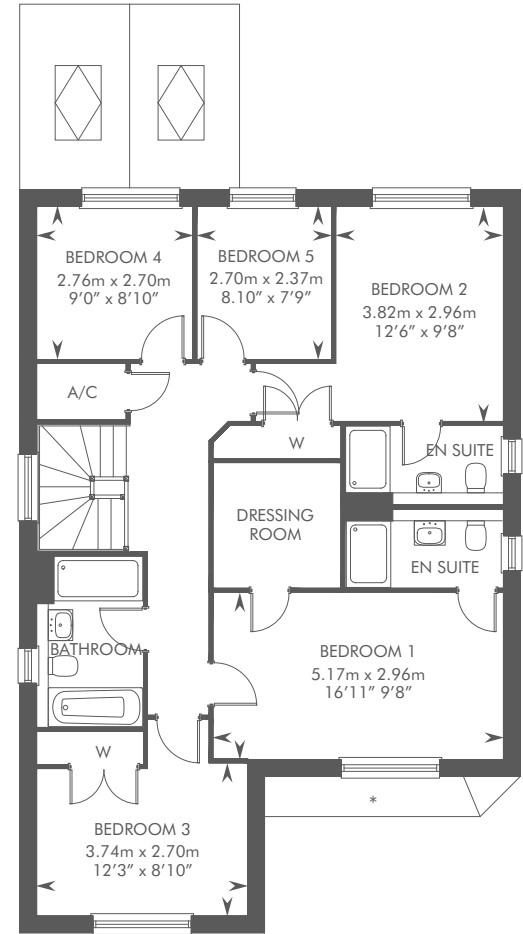 BEDROOM 4
2.76m x 2.70m
9'0” x 8'10”
BEDROOM 5
2.70m x 2.37m
8.10” x 7'9”
BEDROOM 2
3.82m x 2.96m
12'6” x 9'8”
A/C
W
EN SUITE
DRESSING
ROOM
EN SUITE
BATHROOM
BEDROOM 1
5.17m x 2.96m
16'11” 9'8”
W
*
BEDROOM 3
3.74m x 2.70m
12'3” x 8'10”